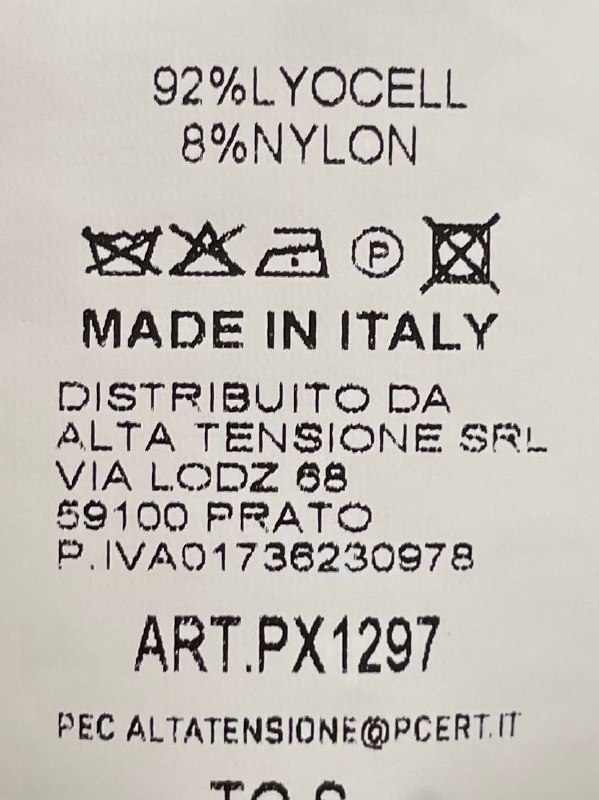 92%LYOCELL
8%NYLON
P
MADE IN ITALY
DISTRIBUITO DA
ALTA TENSIONE SRL
VIA LODZ 68
59100 PRATO
P.IVA01736230978
ART.PX1297
PEC ALTATENSIONE@PCERT.IT